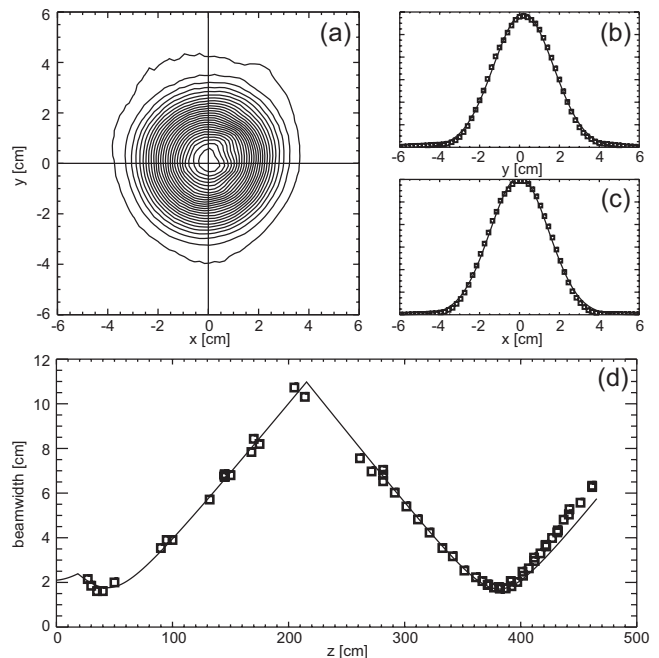 (a)
6
4
2
0
-2
-4
-6
y [cm]
-6 -4 -2 0 2 4 6
x [cm]
(b)
-6 -4 -2 0 2 4 6
y [cm]
(c)
-6 -4 -2 0 2 4 6
x [cm]
(d)
12
10
8
6
4
2
0
beamwidth [cm]
0 100 200 300 400 500
z [cm]